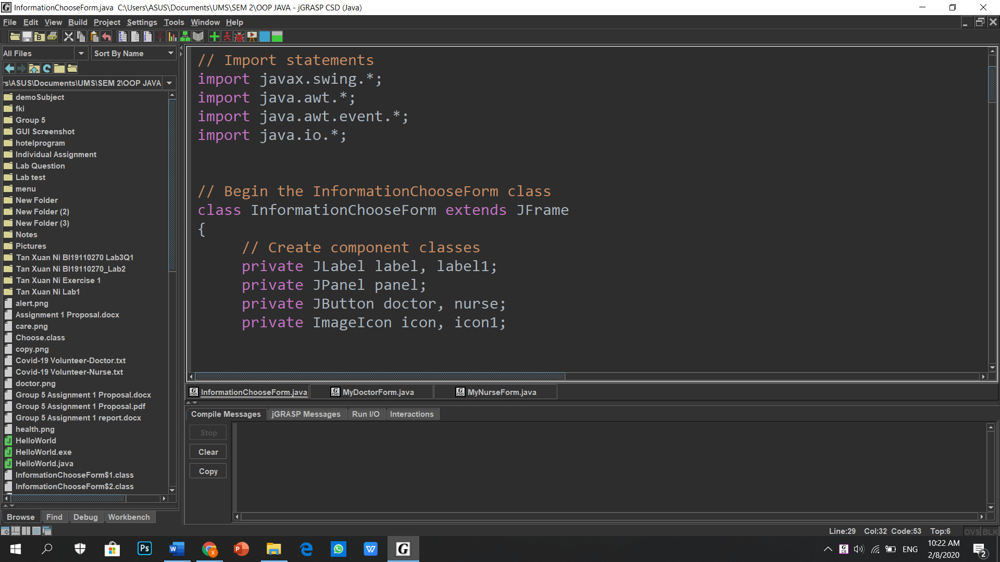 InformationChooseForm.java  C:\Users\ASUS\Documents\UMS\SEM 2\OOP JAVA - jGRASP CSD (Java)
File Edit View Build Project Settings Tools Window Help
All Files
Sort By Name
rs\ASUS\Documents\UMS\SEM 2\OOP JAVA
demoSubject
fki
Group 5
GUI Screenshot
hotelprogram
Individual Assignment
Lab Question
Lab test
menu
New Folder
New Folder (2)
New Folder (3)
Notes
Pictures
Tan Xuan Ni BI19110270 Lab3Q1
Tan Xuan Ni BI19110270_Lab2
Tan Xuan Ni Exercise 1
Tan Xuan Ni Lab1
alert.png
Assignment 1 Proposal.docx
care.png
Choose.class
copy.png
Covid-19 Volunteer-Doctor.txt
Covid-19 Volunteer-Nurse.txt
doctor.png
Group 5 Assignment 1 Proposal.docx
Group 5 Assignment 1 Proposal.pdf
Group 5 Assignment 1 report.docx
health.png
HelloWorld
HelloWorld.exe
HelloWorld.java
InformationChooseForm$1.class
InformationChooseForm$2.class
Browse Find Debug Workbench
// Import statements
import javax.swing.*;
import java.awt.*;
import java.awt.event.*;
import java.io.*;
// Begin the InformationChooseForm class
class InformationChooseForm extends JFrame
{
// Create component classes
private JLabel label, label1;
private JPanel panel;
private JButton doctor, nurse;
private ImageIcon icon, icon1;
InformationChooseForm.java MyDoctorForm.java MyNurseForm.java
Compile Messages jGRASP Messages Run I/O Interactions
Stop
Clear
Copy
Line:29 Col:32 Code:53 Top:6 OVS BLK
ENG
10:22 AM
2/8/2020
2